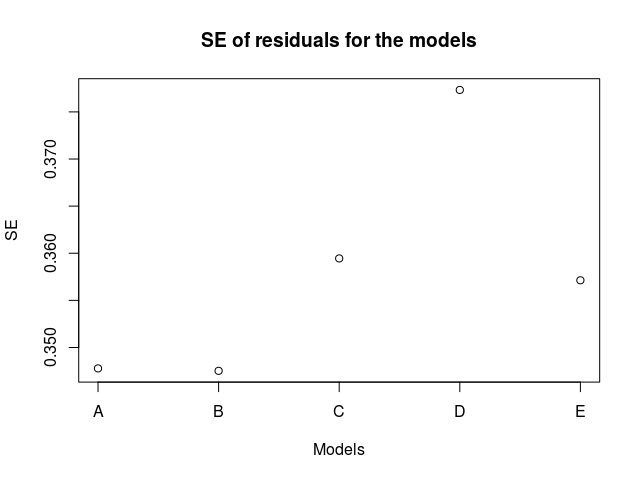 SE of residuals for the models
SE
0.370
0.360
0.350
A B C D E
Models